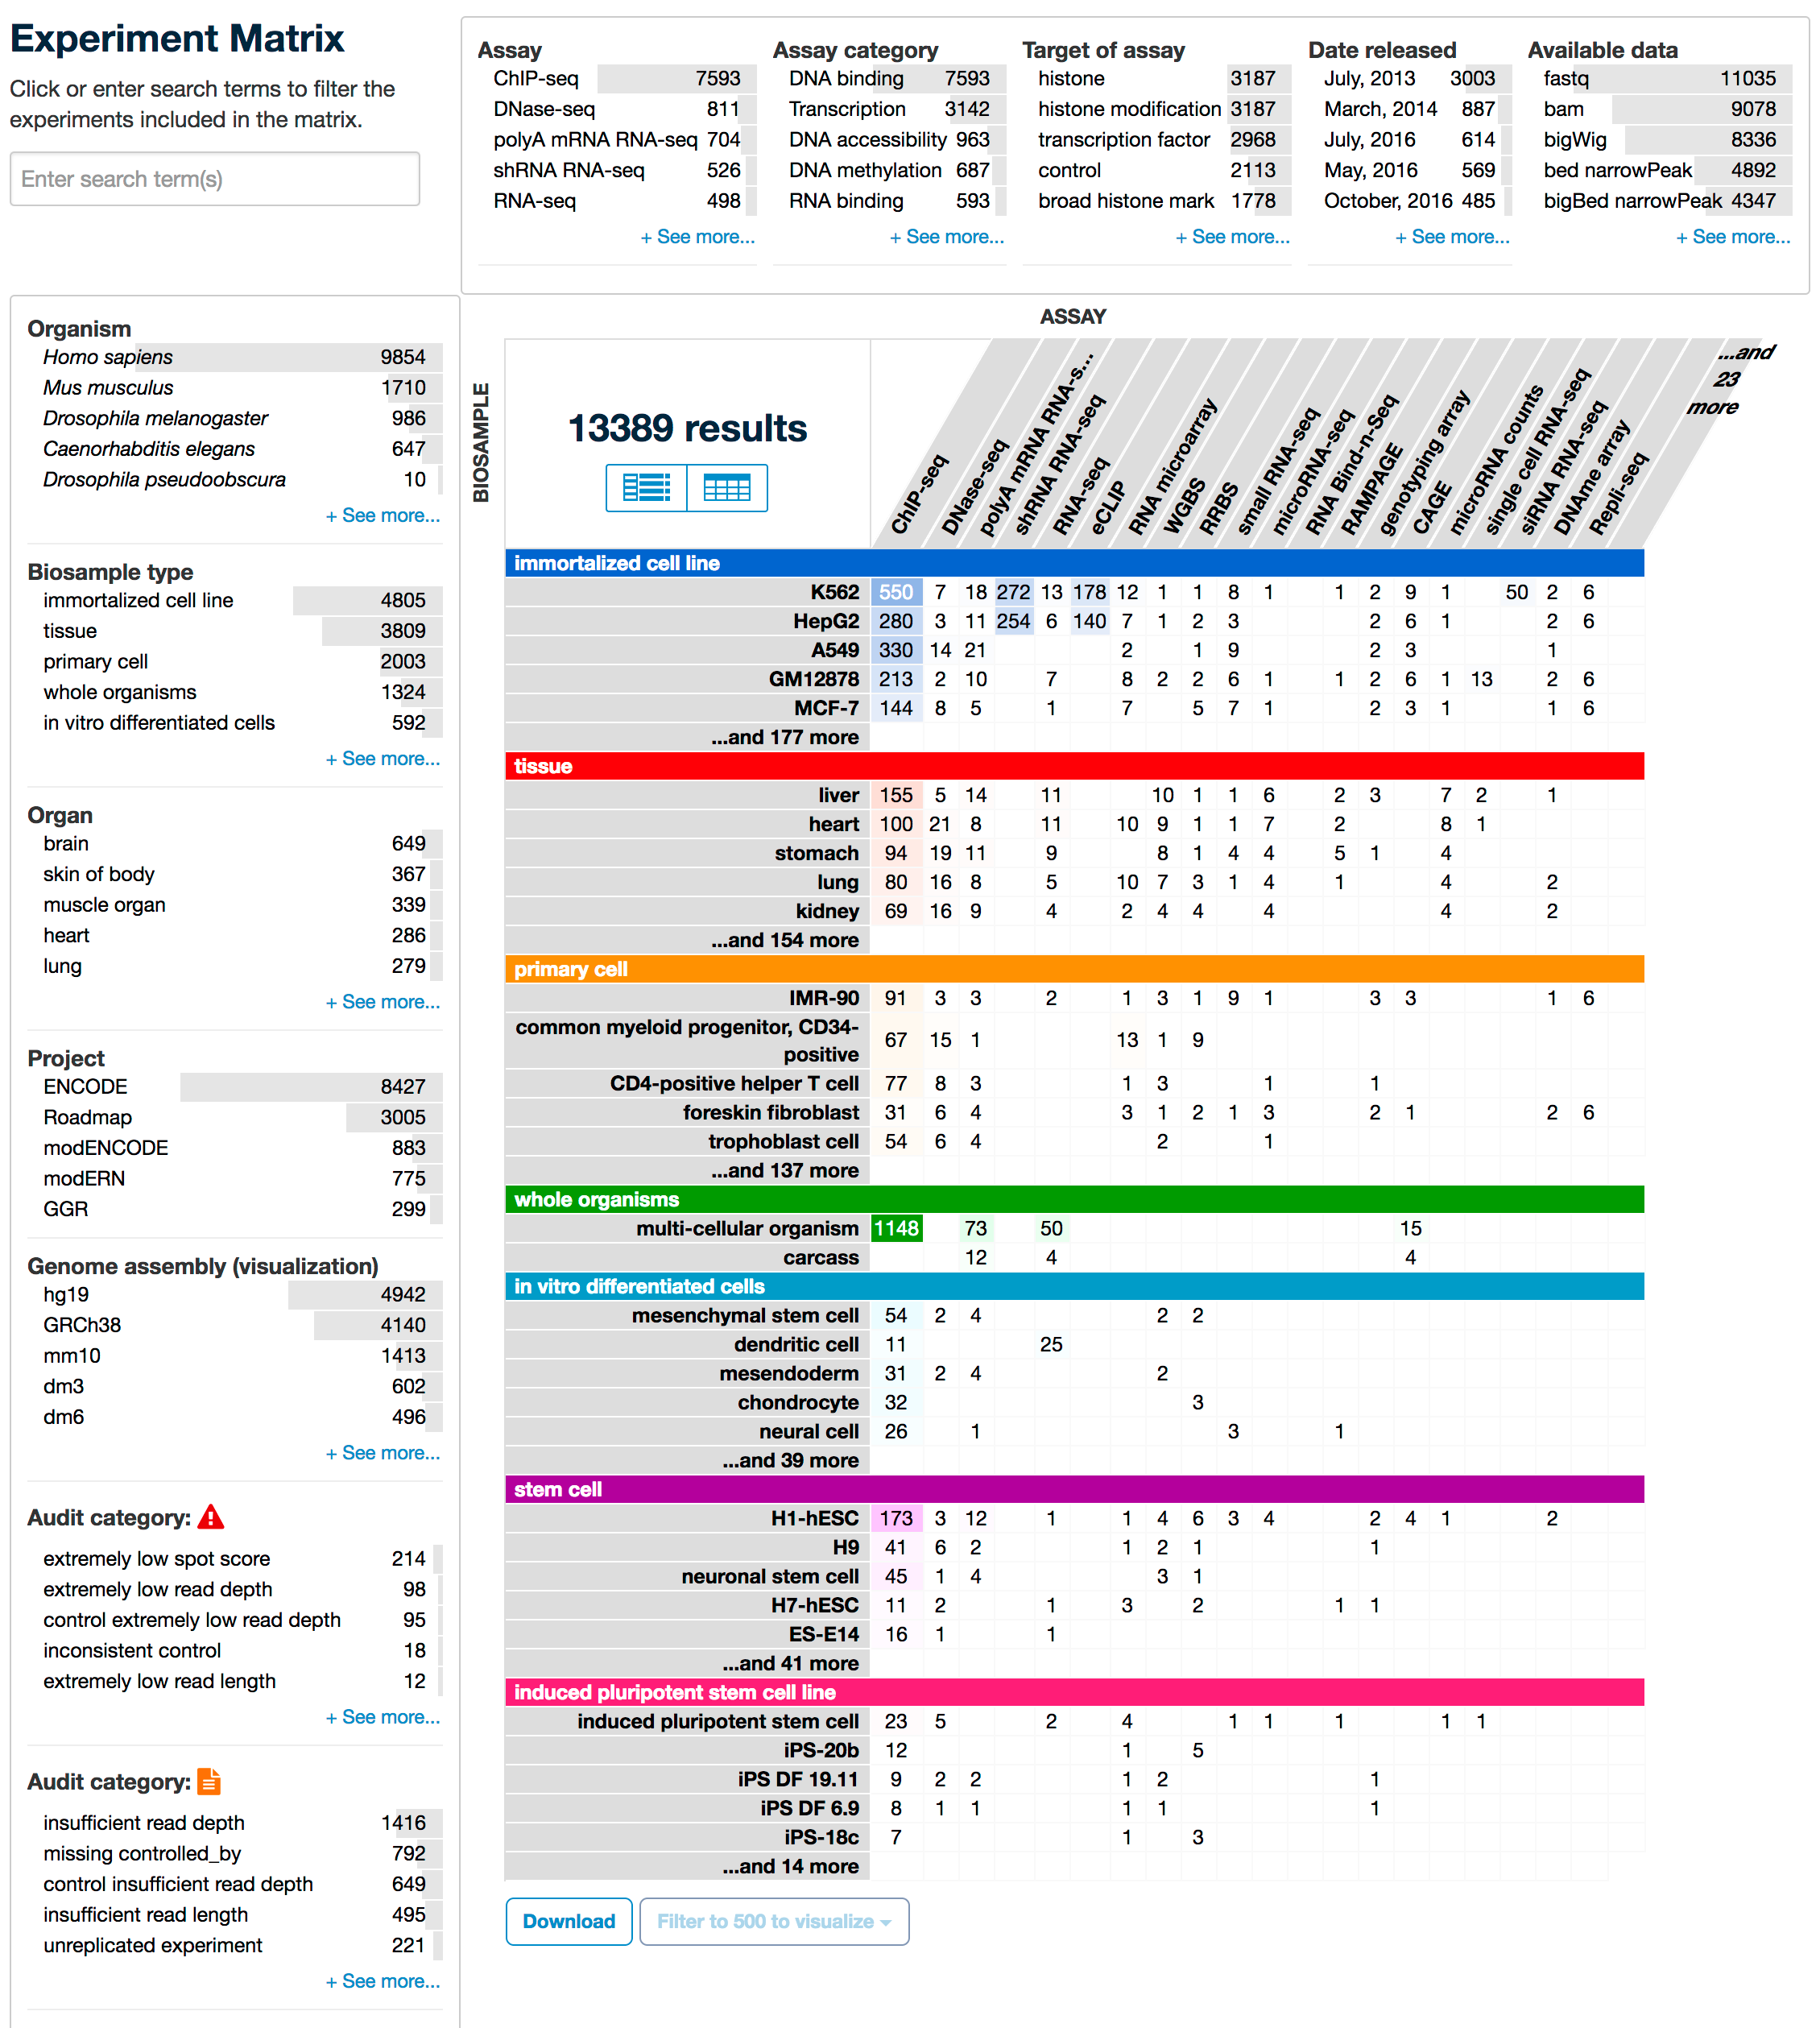 Experiment Matrix
Click or enter search terms to filter the
experiments included in the matrix.
Enter search term(s)
Assay
ChIP-seq 7593
DNase-seq 811
polyA mRNA RNA-seq 704
shRNA RNA-seq 526
RNA-seq 498
+ See more...
Assay category
DNA binding 7593
Transcription 3142
DNA accessibility 963
DNA methylation 687
RNA binding 593
+ See more...
Target of assay
histone 3187
histone modification 3187
transcription factor 2968
control 2113
broad histone mark 1778
+ See more...
Date released
July, 2013 3003
March, 2014 887
July, 2016 614
May, 2016 569
October, 2016 485
+ See more...
Available data
fastq 11035
bam 9078
bigWig 8336
bed narrowPeak 4892
bigBed narrowPeak 4347
+ See more...
Organism
Homo sapiens 9854
Mus musculus 1710
Drosophila melanogaster 986
Caenorhabditis elegans 647
Drosophila pseudoobscura 10
+ See more...
Biosample type
immortalized cell line 4805
tissue 3809
primary cell 2003
whole organisms 1324
in vitro differentiated cells 592
+ See more...
Organ
brain 649
skin of body 367
muscle organ 339
heart 286
lung 279
+ See more...
Project
ENCODE 8427
Roadmap 3005
modENCODE 883
modERN 775
GGR 299
Genome assembly (visualization)
hg19 4942
GRCh38 4140
mm10 1413
dm3 602
dm6 496
+ See more...
Audit category:
extremely low spot score 214
extremely low read depth 98
control extremely low read depth 95
inconsistent control 18
extremely low read length 12
+ See more...
Audit category:
insufficient read depth 1416
missing controlled_by 792
control insufficient read depth 649
insufficient read length 495
unreplicated experiment 221
+ See more...
ASSAY
BIOSAMPLE
13389 results
ChIP-seq
DNase-seq
polyA mRNA RNA-s...
shRNA RNA-seq
RNA-seq
eCLIP
RNA microarray
WGBS
RRBS
small RNA-seq
microRNA-seq
RNA Bind-n-Seq
RAMPAGE
genotyping array
CAGE
microRNA counts
single cell RNA-seq
siRNA RNA-seq
DNAme array
Repli-seq
...and
23
more
immortalized cell line
K562 550 7 18 272 13 178 12 1 1 8 1 1 2 9 1 50 2 6
HepG2 280 3 11 254 6 140 7 1 2 3 2 6 1 2 6
A549 330 14 21 2 1 9 2 3 1
GM12878 213 2 10 7 8 2 2 6 1 1 2 6 1 13 2 6
MCF-7 144 8 5 1 7 5 7 1 2 3 1 1 6
...and 177 more
tissue
liver 155 5 14 11 10 1 1 6 2 3 7 2 1
heart 100 21 8 11 10 9 1 1 7 2 8 1
stomach 94 19 11 9 8 1 4 4 5 1 4
lung 80 16 8 5 10 7 3 1 4 1 4 2
kidney 69 16 9 4 2 4 4 4 4 2
...and 154 more
primary cell
IMR-90 91 3 3 2 1 3 1 9 1 3 3 1 6
common myeloid progenitor, CD34-
positive 67 15 1 13 1 9
CD4-positive helper T cell 77 8 3 1 3 1 1
foreskin fibroblast 31 6 4 3 1 2 1 3 2 1 2 6
trophoblast cell 54 6 4 2 1
...and 137 more
whole organisms
multi-cellular organism 1148 73 50 15
carcass 12 4 4
in vitro differentiated cells
mesenchymal stem cell 54 2 4 2 2
dendritic cell 11 25
mesendoderm 31 2 4 2
chondrocyte 32 3
neural cell 26 1 3 1
...and 39 more
stem cell
H1-hESC 173 3 12 1 1 4 6 3 4 2 4 1 2
H9 41 6 2 1 2 1 1
neuronal stem cell 45 1 4 3 1
H7-hESC 11 2 1 3 2 1 1
ES-E14 16 1 1
...and 41 more
induced pluripotent stem cell line
induced pluripotent stem cell 23 5 2 4 1 1 1 1 1
iPS-20b 12 1 5
iPS DF 19.11 9 2 2 1 2 1
iPS DF 6.9 8 1 1 1 1 1
iPS-18c 7 1 3
...and 14 more
Download
Filter to 500 to visualize